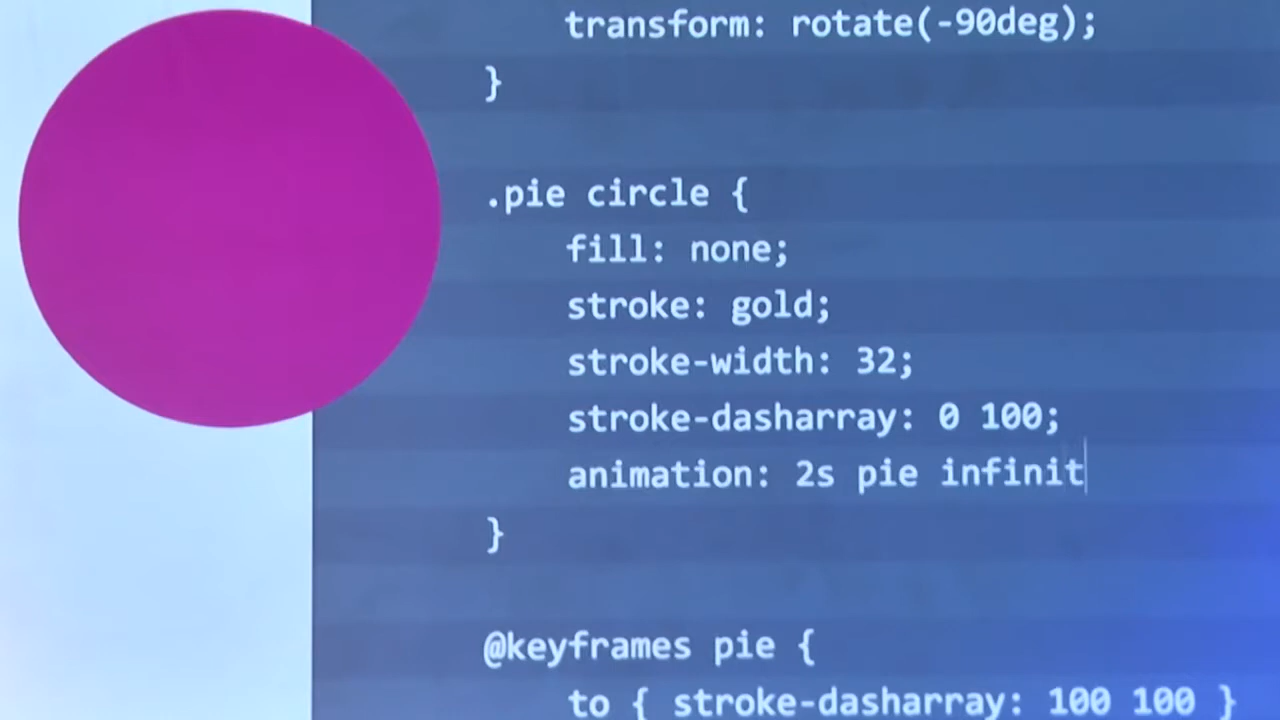 transform: rotate(-90deg);
}
.pie circle {
fill: none;
stroke: gold;
stroke-width: 32;
stroke-dasharray: 0 100;
animation: 2s pie infinit
}
@keyframes pie {
to { stroke-dasharray: 100 100 }